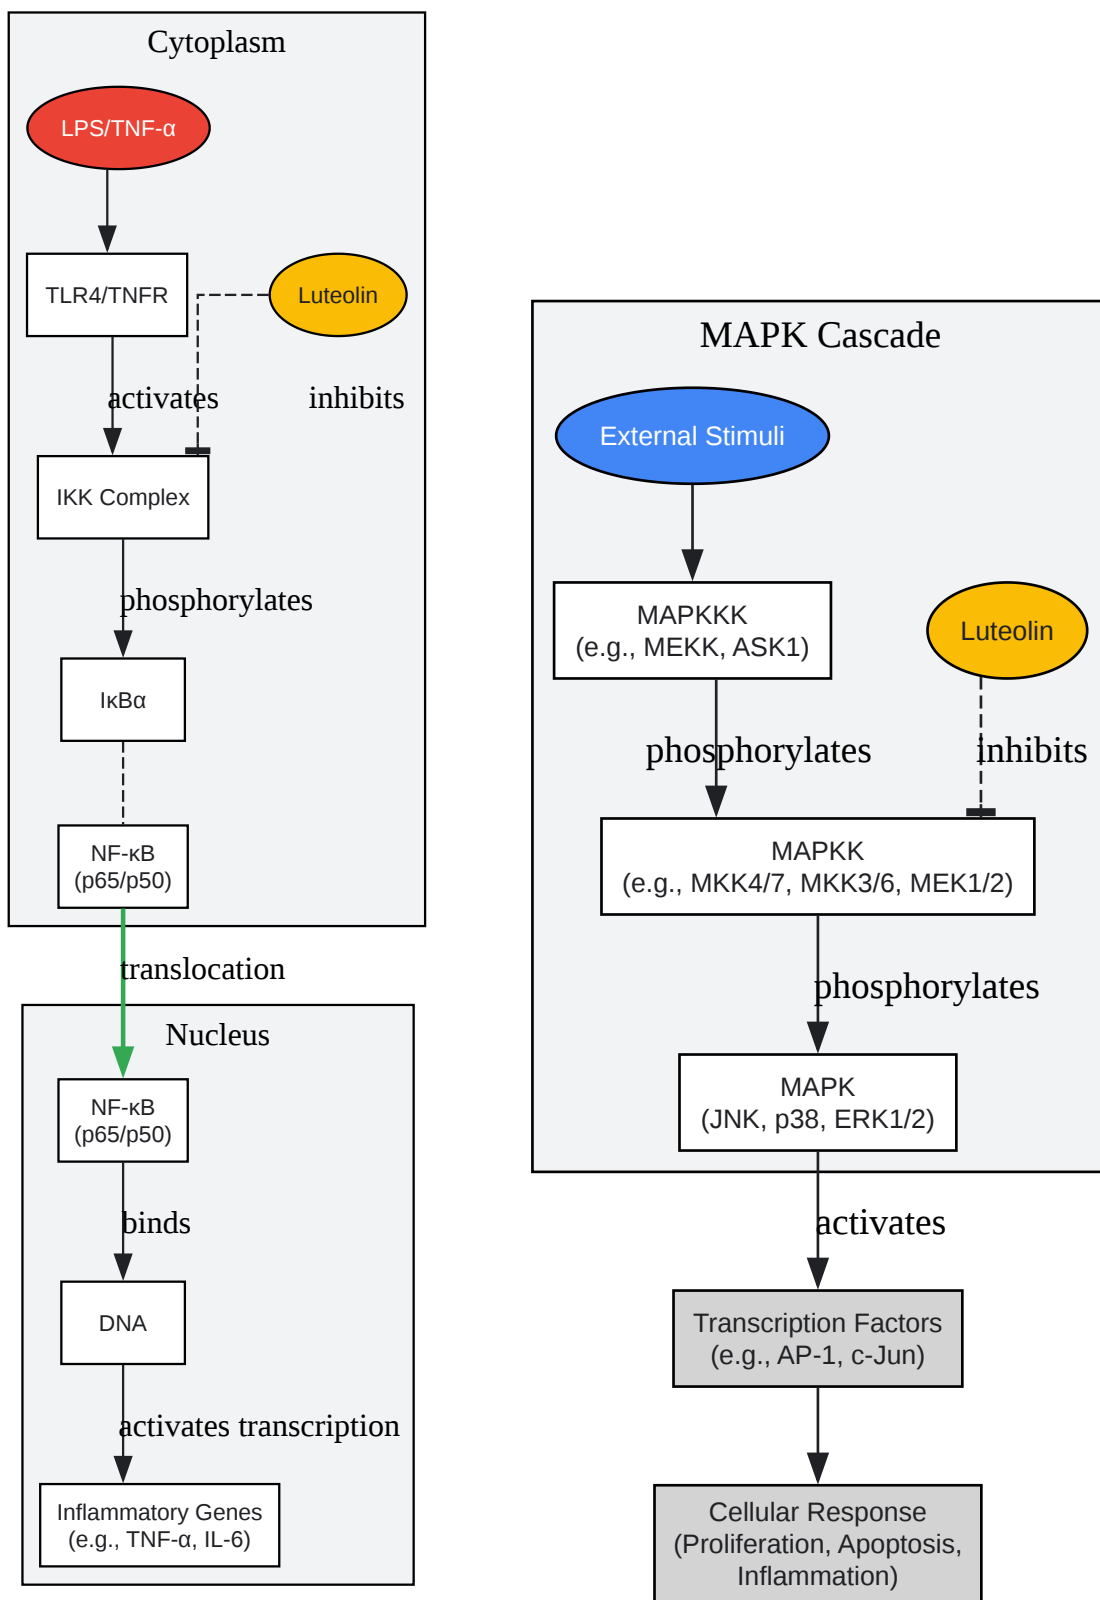 Cytoplasm
LPS/TNF-α
TLR4/TNFR
Luteolin
activates
inhibits
IKK Complex
phosphorylates
IκBα
NF-κB
(p65/p50)
translocation
Nucleus
NF-κB
(p65/p50)
binds
DNA
activates transcription
Inflammatory Genes
(e.g., TNF-α, IL-6)
MAPK Cascade
External Stimuli
MAPKKK
(e.g., MEKK, ASK1)
Luteolin
phosphorylates
inhibits
MAPKK
(e.g., MKK4/7, MKK3/6, MEK1/2)
phosphorylates
MAPK
(JNK, p38, ERK1/2)
activates
Transcription Factors
(e.g., AP-1, c-Jun)
Cellular Response
(Proliferation, Apoptosis,
Inflammation)